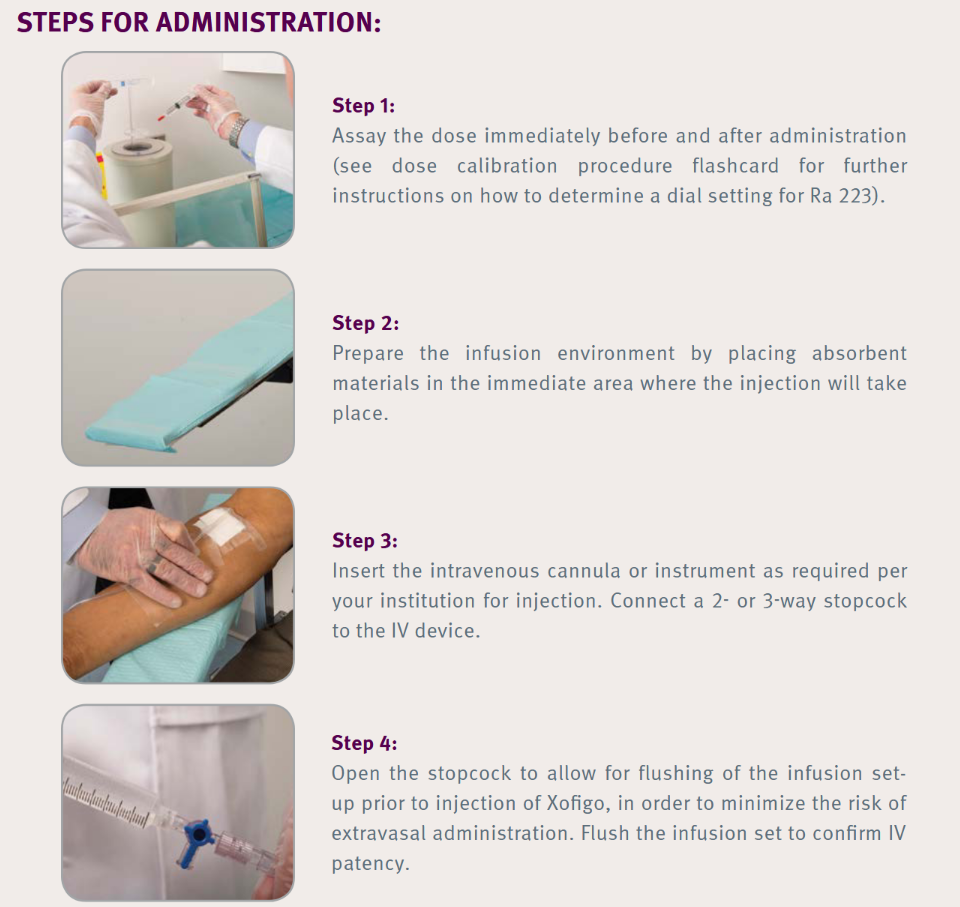 STEPS FOR ADMINISTRATION:
Step 1:
Assay the dose immediately before and after administration
(see dose calibration procedure flashcard for further
instructions on how to determine a dial setting for Ra 223).
Step 2:
Prepare the infusion environment by placing absorbent
materials in the immediate area where the injection will take
place.
Step 3:
Insert the intravenous cannula or instrument as required per
your institution for injection. Connect a 2- or 3-way stopcock
to the IV device.
Step 4:
Open the stopcock to allow for flushing of the infusion set-
up prior to injection of Xofigo, in order to minimize the risk of
extravasal administration. Flush the infusion set to confirm IV
patency.